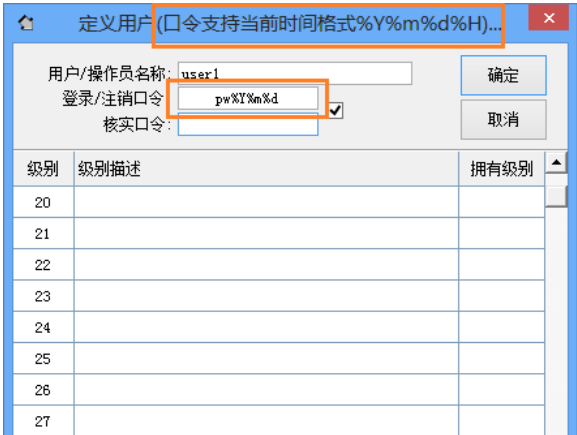 定义用户(口令支持当前时间格式%Y%m%d%H)...
用户/操作员名称: user1
确定
登录/注销口令 pw%Y%m%d
核实口令:
取消
级别 级别描述 拥有级别
20
21
22
23
24
25
26
27